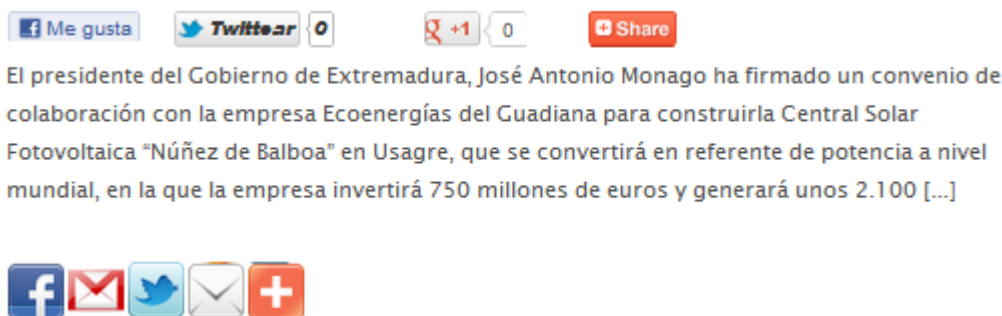 Me gusta Twittear 0 +1 0 Share
El presidente del Gobierno de Extremadura, José Antonio Monago ha firmado un convenio de
colaboración con la empresa Ecoenergías del Guadiana para construirla Central Solar
Fotovoltaica “Núñez de Balboa” en Usagre, que se convertirá en referente de potencia a nivel
mundial, en la que la empresa invertirá 750 millones de euros y generará unos 2.100 [...]